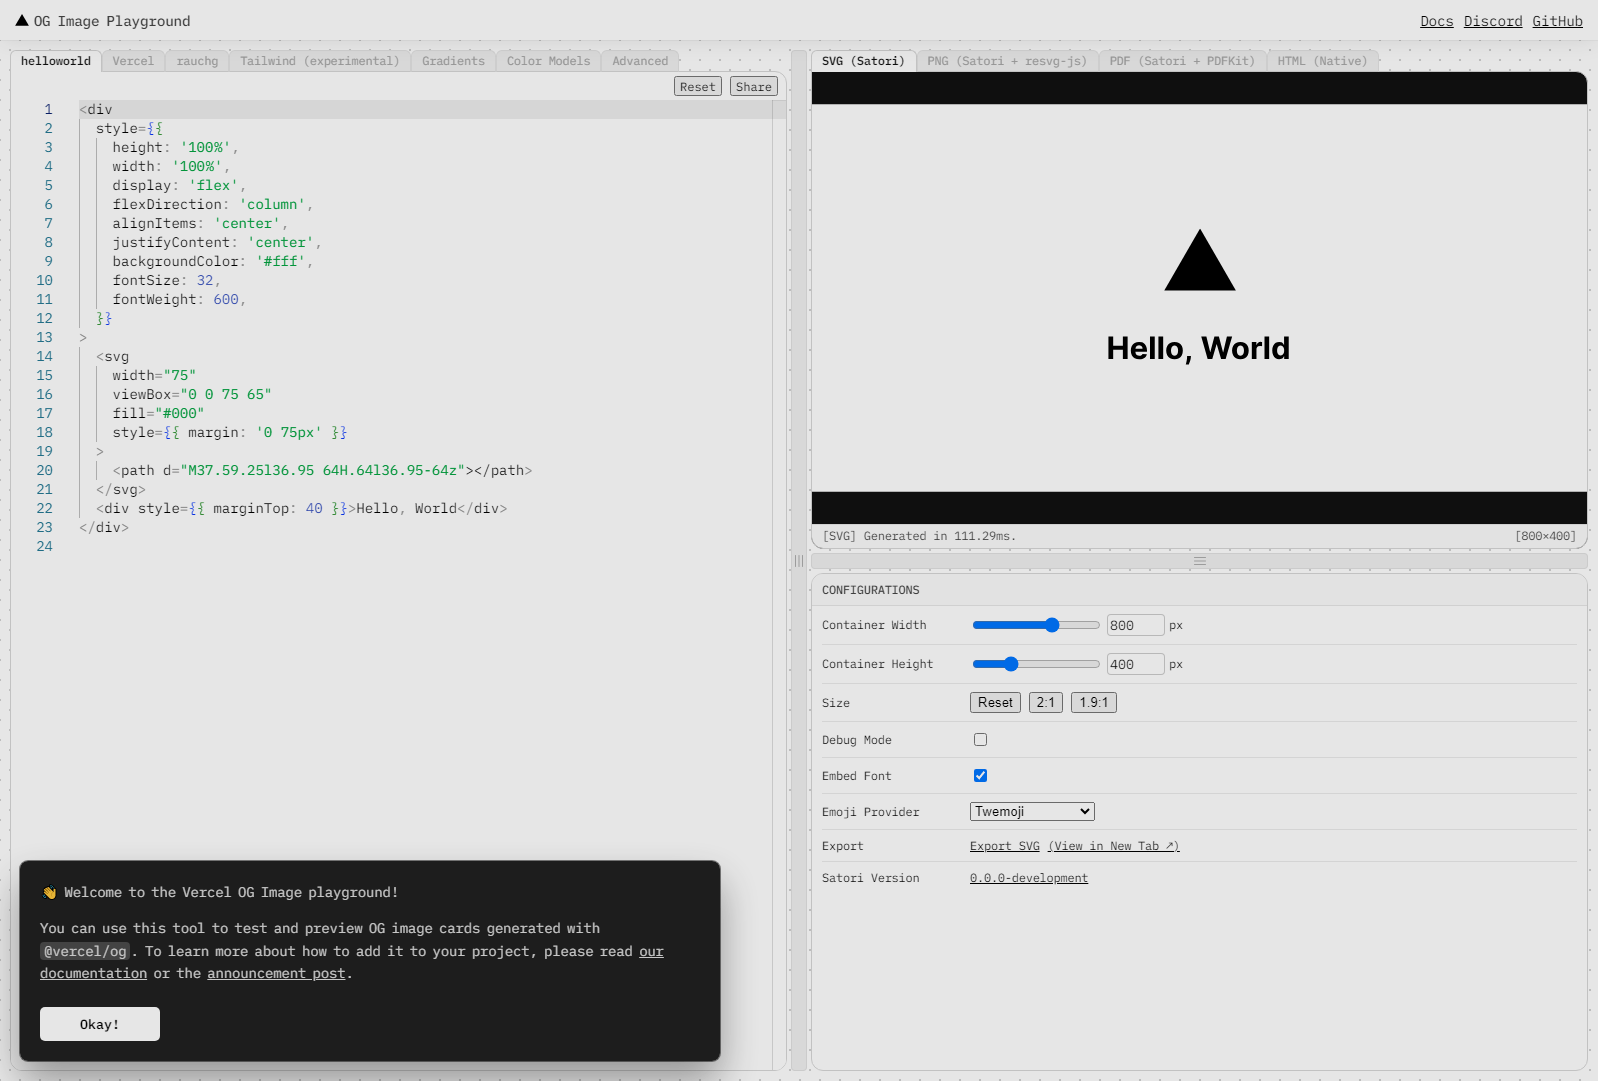 OG Image Playground
Docs Discord GitHub
helloworld Vercel rauchg Tailwind (experimental) Gradients Color Models Advanced
Reset Share
1 <div
2 style={{
3 height: '100%',
4 width: '100%',
5 display: 'flex',
6 flexDirection: 'column',
7 alignItems: 'center',
8 justifyContent: 'center',
9 backgroundColor: '#fff',
10 fontSize: 32,
11 fontWeight: 600,
12 }}
13 >
14 <svg
15 width="75"
16 viewBox="0 0 75 65"
17 fill="#000"
18 style={{ margin: '0 75px' }}
19 >
20 <path d="M37.59.25l36.95 64H.64l36.95-64z"></path>
21 </svg>
22 <div style={{ marginTop: 40 }}>Hello, World</div>
23 </div>
24
👋 Welcome to the Vercel OG Image playground!
You can use this tool to test and preview OG image cards generated with
@vercel/og. To learn more about how to add it to your project, please read our
documentation or the announcement post.
Okay!
SVG (Satori) PNG (Satori + resvg-js) PDF (Satori + PDFKit) HTML (Native)
Hello, World
[SVG] Generated in 111.29ms. [800×400]
CONFIGURATIONS
Container Width 800 px
Container Height 400 px
Size Reset 2:1 1.9:1
Debug Mode
Embed Font
Emoji Provider Twemoji
Export Export SVG (View in New Tab ↗)
Satori Version 0.0.0-development